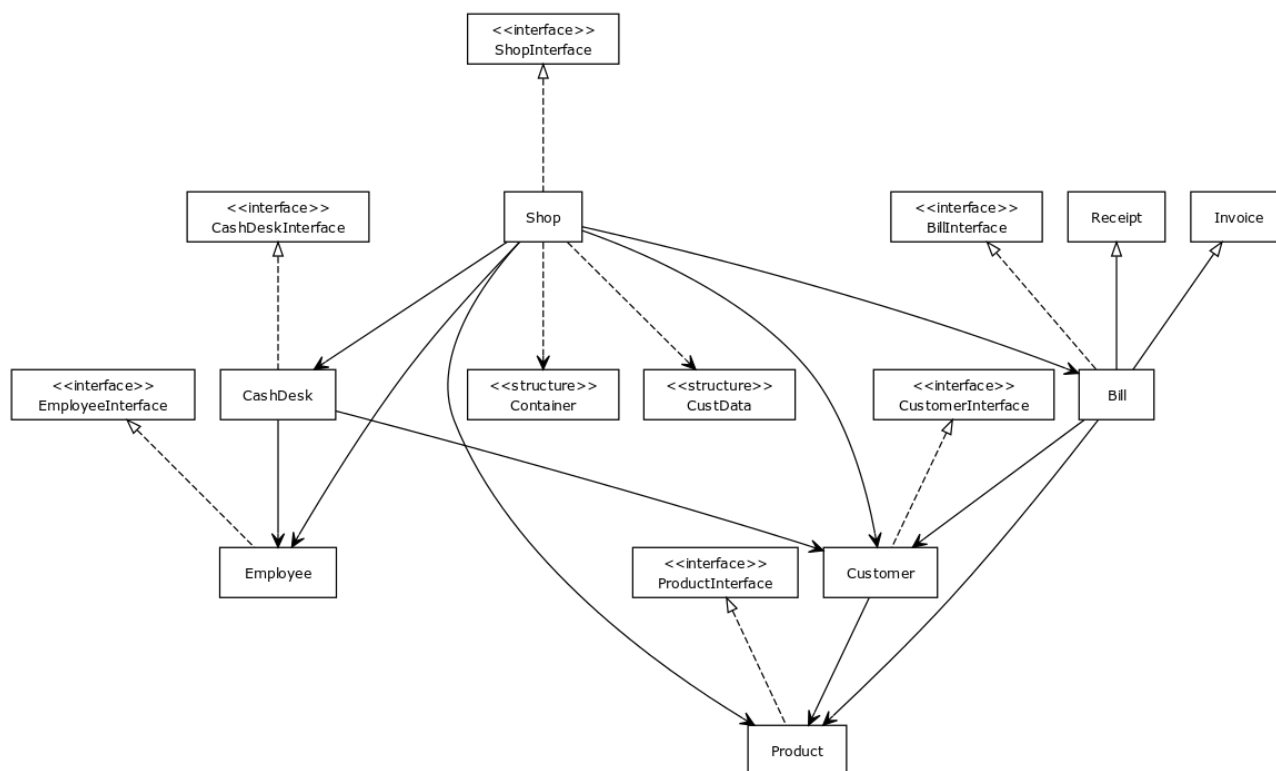 <<interface>>
ShopInterface
<<interface>>
CashDeskInterface
Shop
<<interface>>
BillInterface
Receipt
Invoice
<<interface>>
EmployeeInterface
CashDesk
<<structure>>
Container
<<structure>>
CustData
<<interface>>
CustomerInterface
Bill
Employee
<<interface>>
ProductInterface
Customer
Product